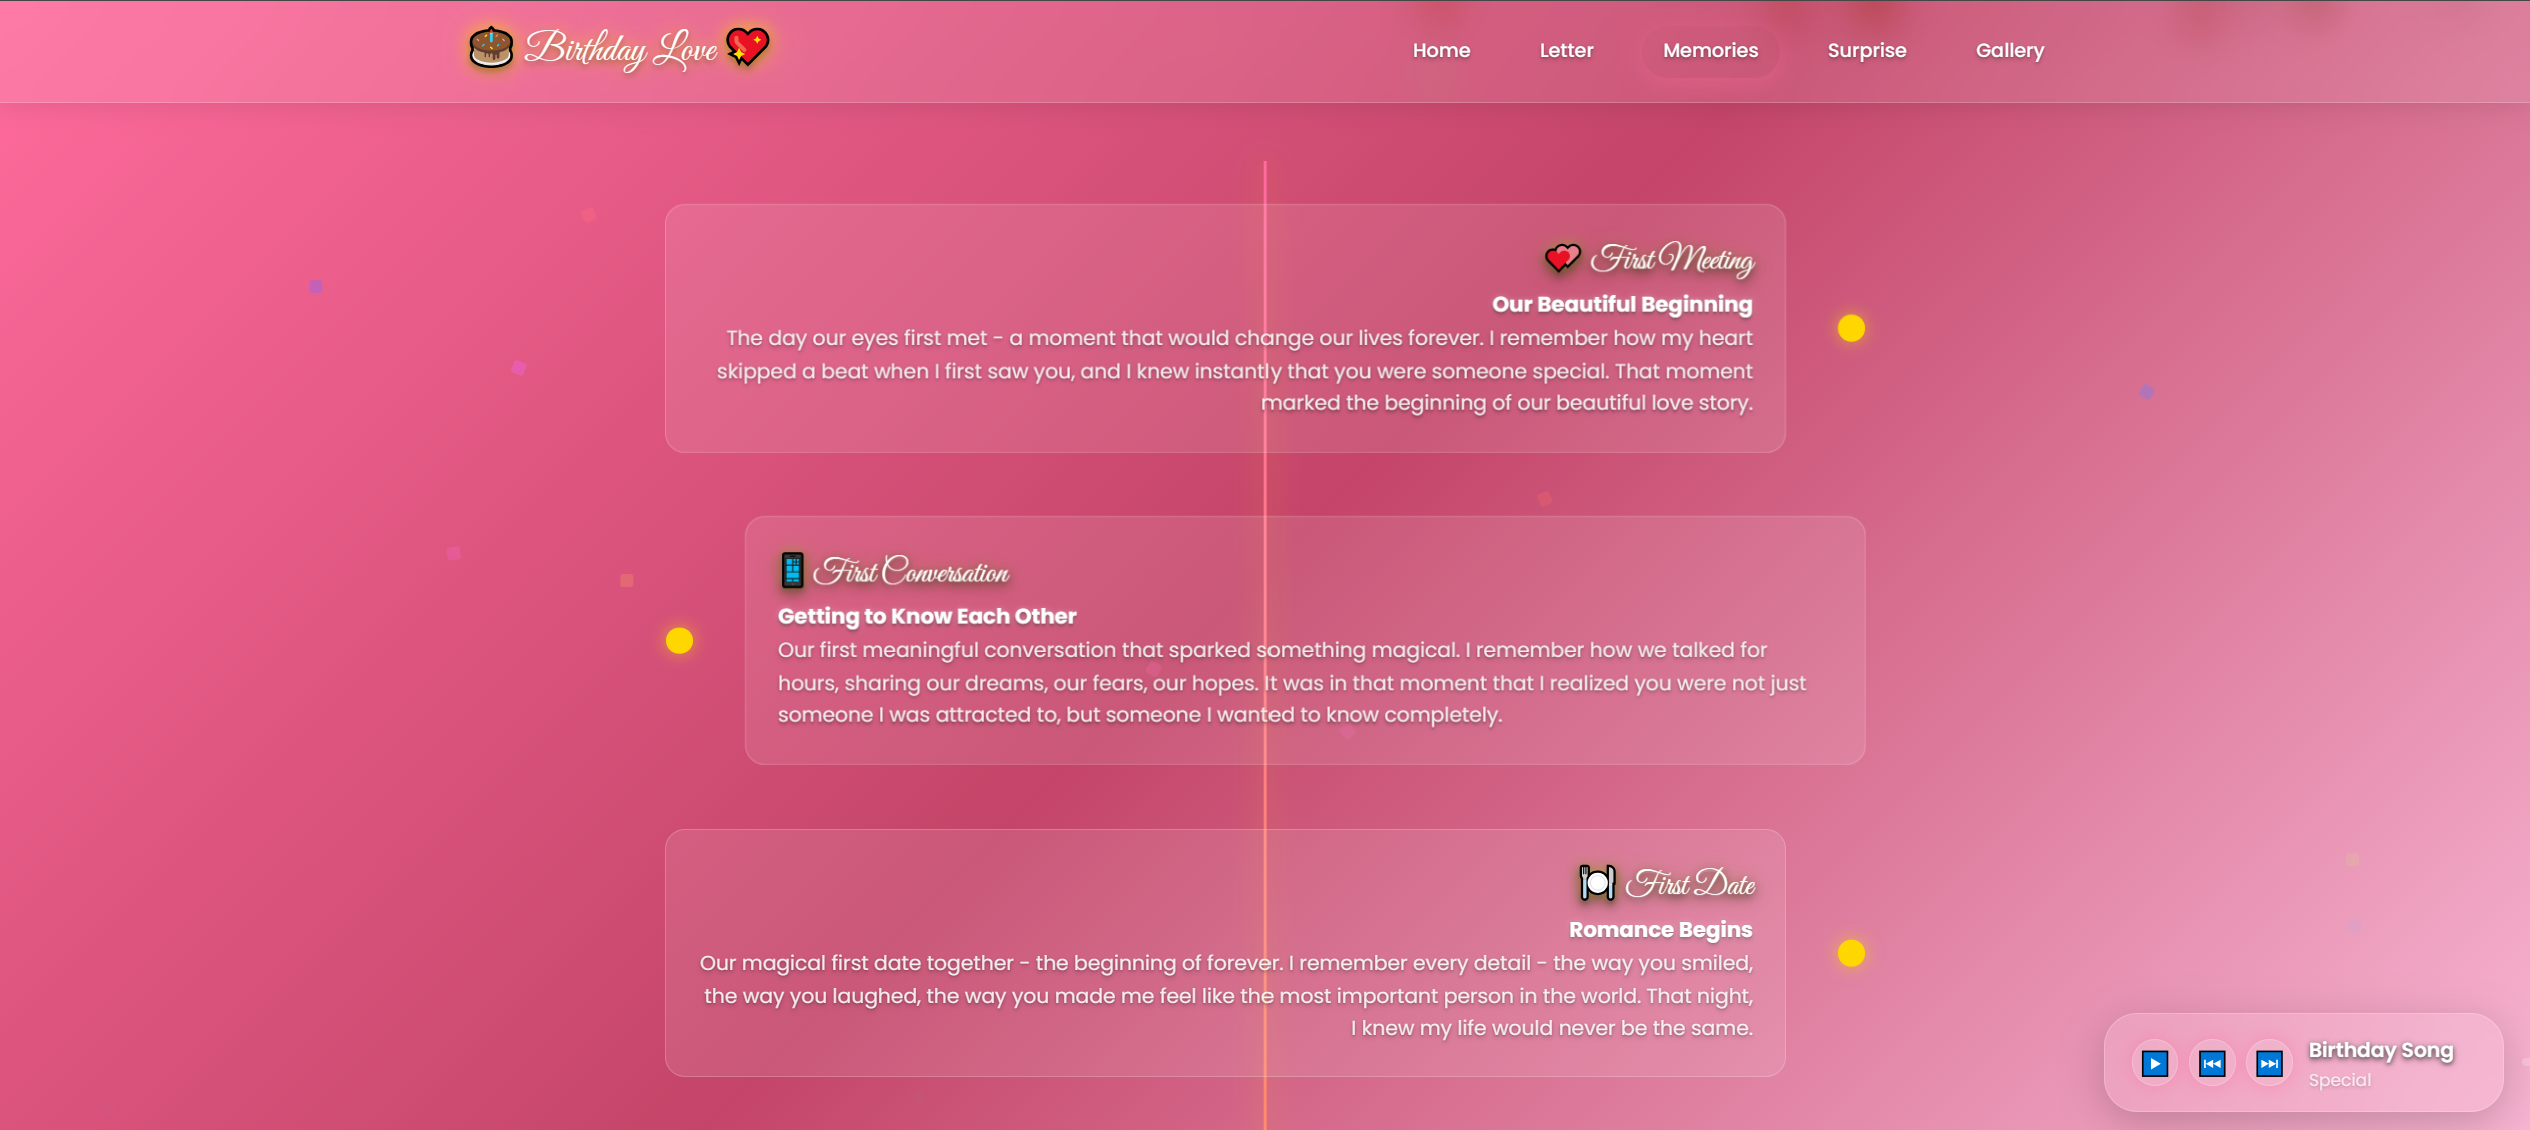 Birthday Love
Home
Letter
Memories
Surprise
Gallery
First Meeting
Our Beautiful Beginning
The day our eyes first met - a moment that would change our lives forever. I remember how my heart
skipped a beat when I first saw you, and I knew instantly that you were someone special. That moment
marked the beginning of our beautiful love story.
First Conversation
Getting to Know Each Other
Our first meaningful conversation that sparked something magical. I remember how we talked for
hours, sharing our dreams, our fears, our hopes. It was in that moment that I realized you were not just
someone I was attracted to, but someone I wanted to know completely.
First Date
Romance Begins
Our magical first date together - the beginning of forever. I remember every detail - the way you smiled,
the way you laughed, the way you made me feel like the most important person in the world. That night,
I knew my life would never be the same.
Birthday Song
Special